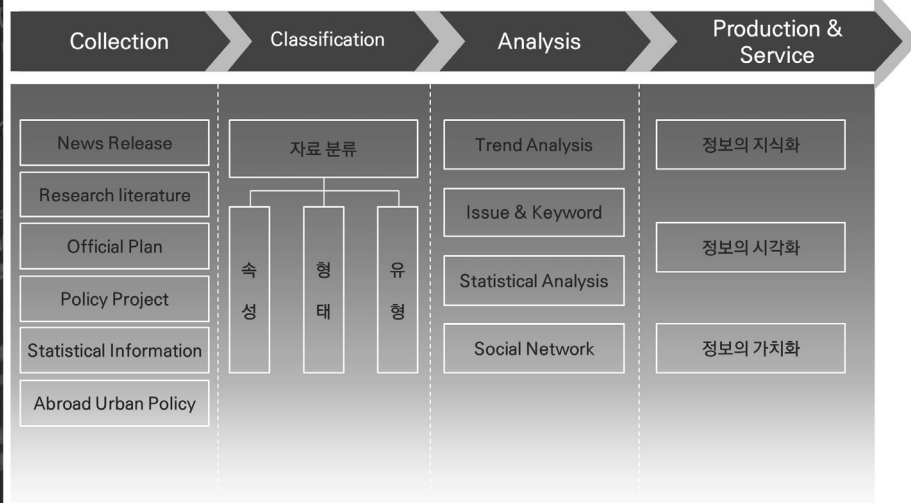 Collection
Classification
Analysis
Production &
Service
News Release
Research literature
Official Plan
Policy Project
Statistical Information
Abroad Urban Policy
자료 분류
속
성
형
태
유
형
Trend Analysis
Issue & Keyword
Statistical Analysis
Social Network
정보의 지식화
정보의 시각화
정보의 가치화